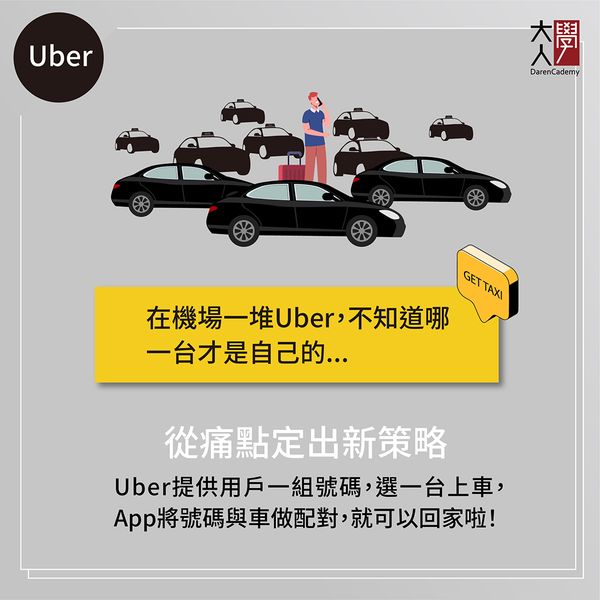 Uber
大學
人
DarenCademy
GET TAXI
在機場一堆Uber，不知道哪
一台才是自己的...
從痛點定出新策略
Uber提供用戶一組號碼，選一台上車，
App將號碼與車做配對，就可以回家啦！